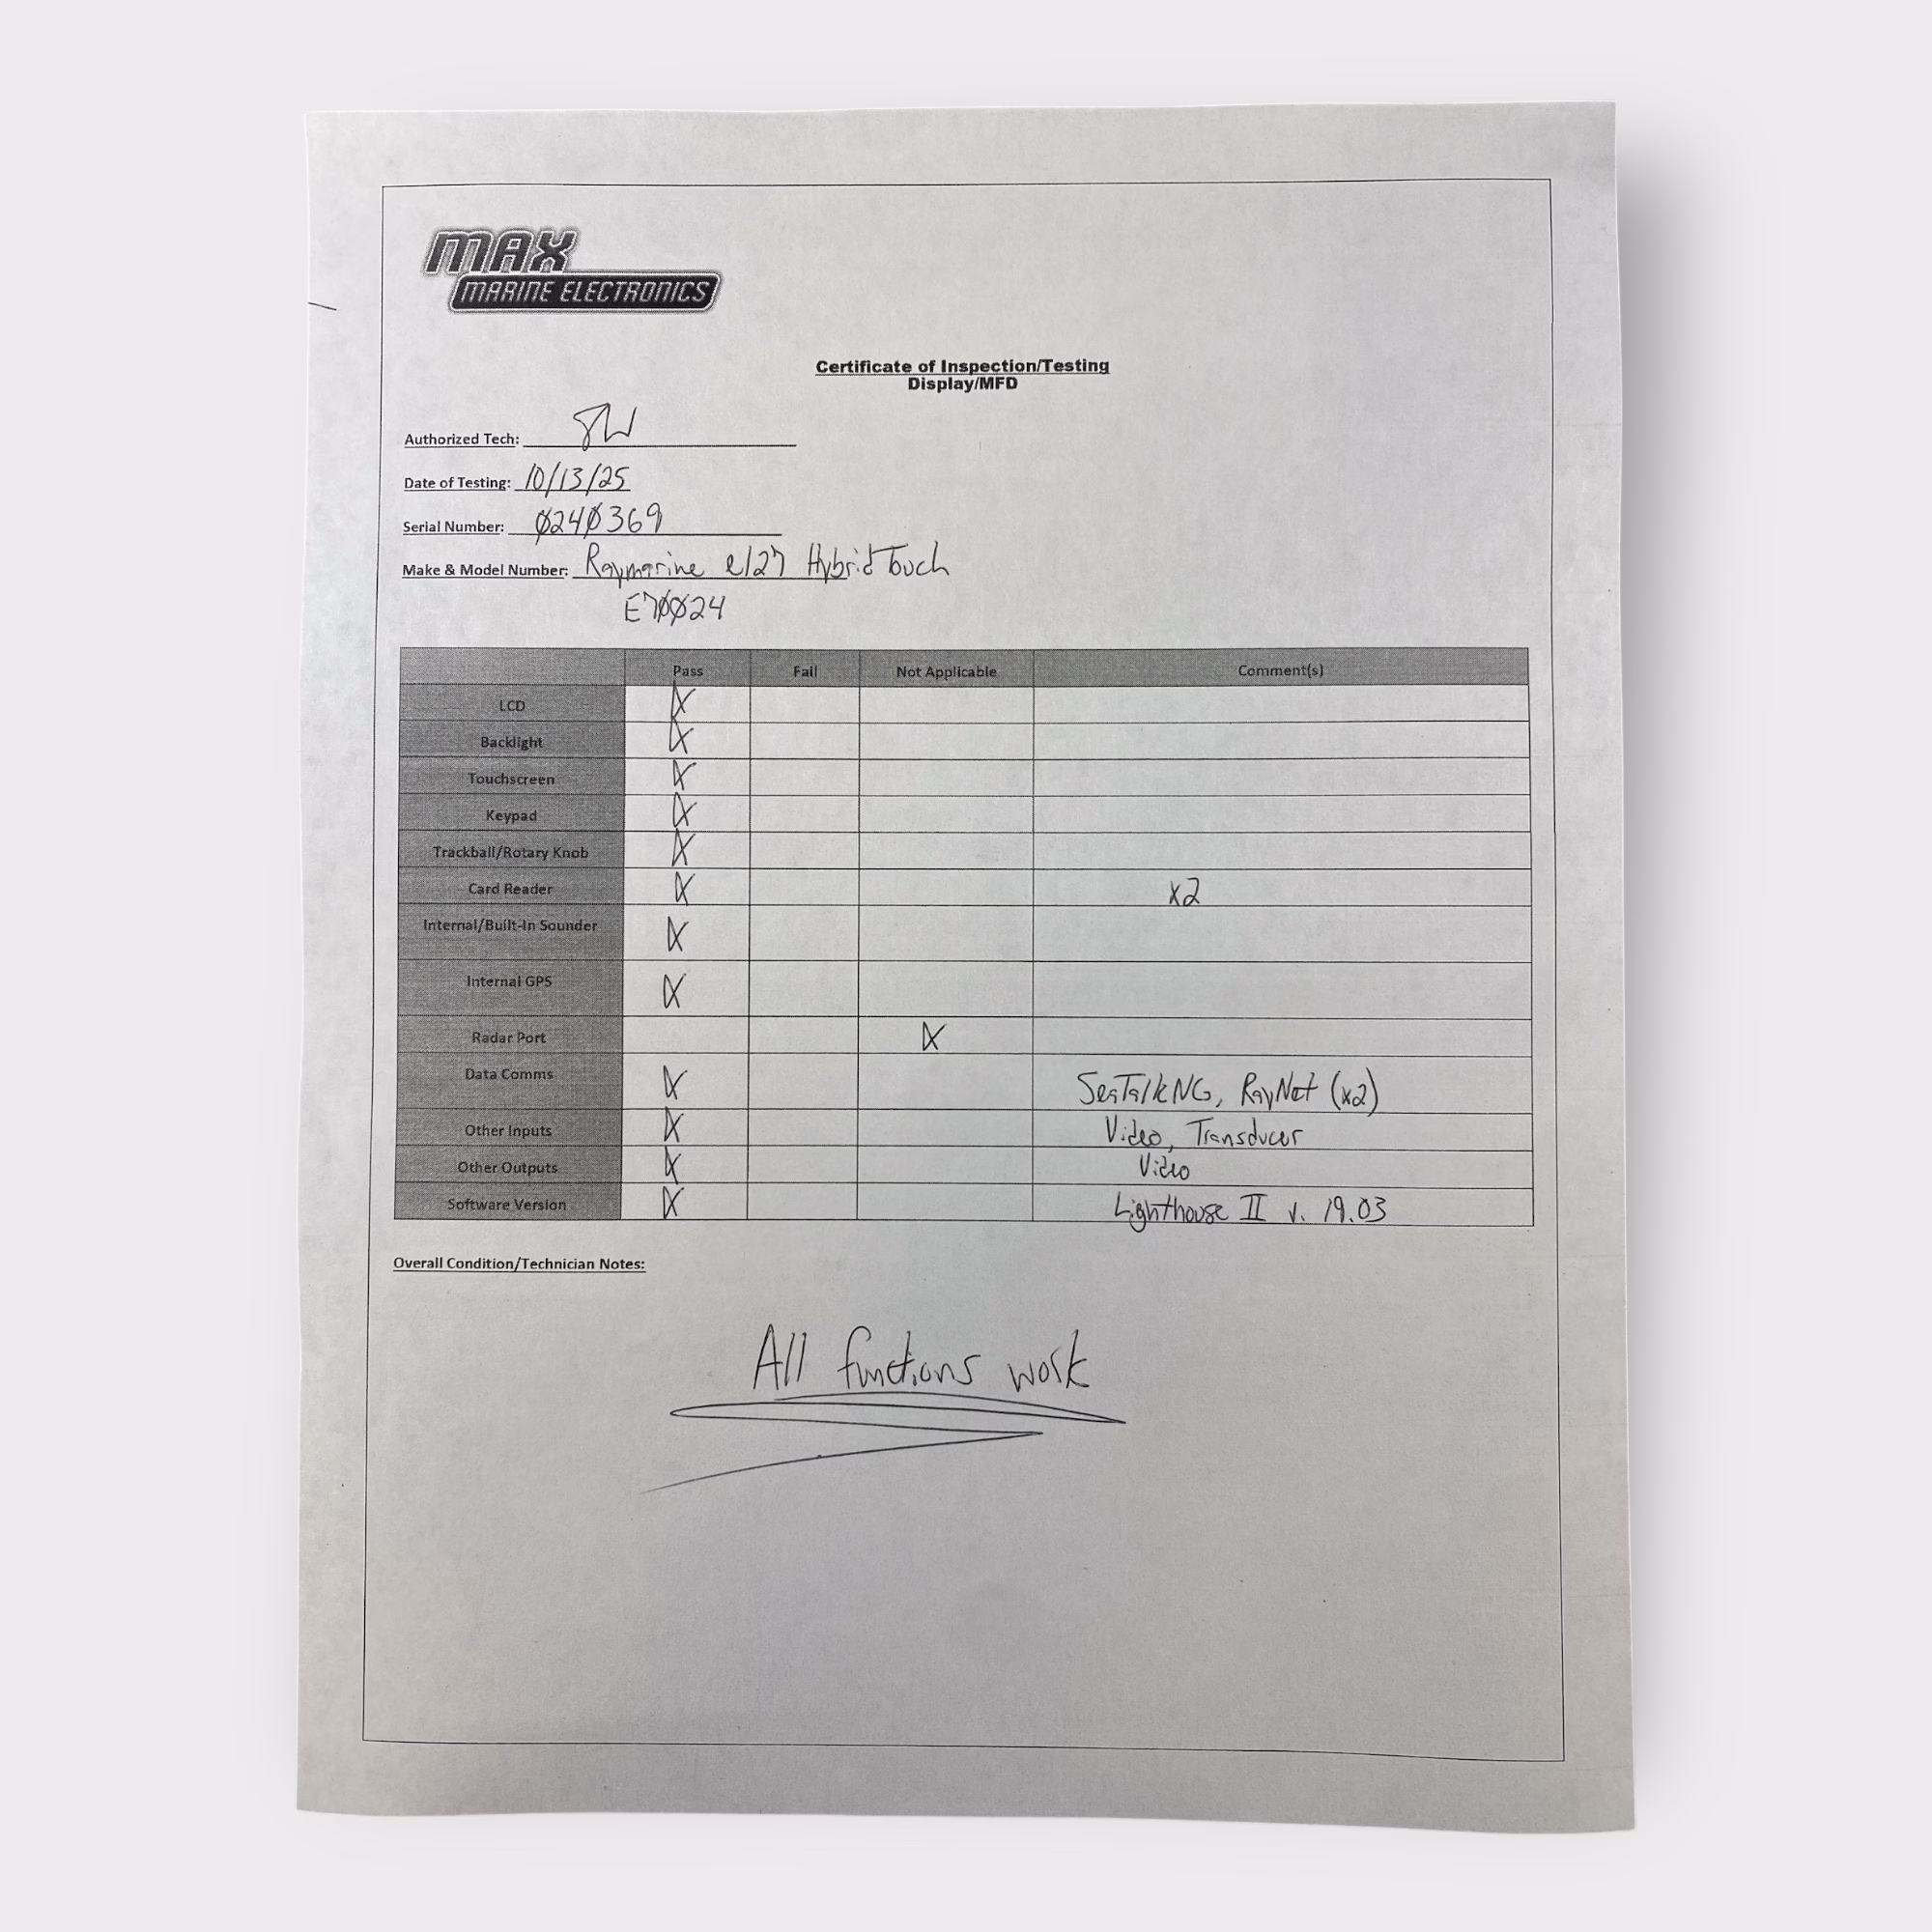 MAX
MARINE ELECTRONICS
Certificate of Inspection/Testing
Display/MFD
Authorized Tech:
Date of Testing: 10/13/25
Serial Number: 0240369
Make & Model Number: Raymarine e127 Hybrid Touch
E70024
Pass Fail Not Applicable Comment(s)
LCD X
Backlight X
Touchscreen X
Keypad X
Trackball/Rotary Knob X
Card Reader X x2
Internal/Built-In Sounder X
Internal GPS X
Radar Port X
Data Comms X SeaTalkNG, RayNet (x2)
Other Inputs X Video, Transducer
Other Outputs X Video
Software Version X Lighthouse II v. 19.03
Overall Condition/Technician Notes:
All functions work